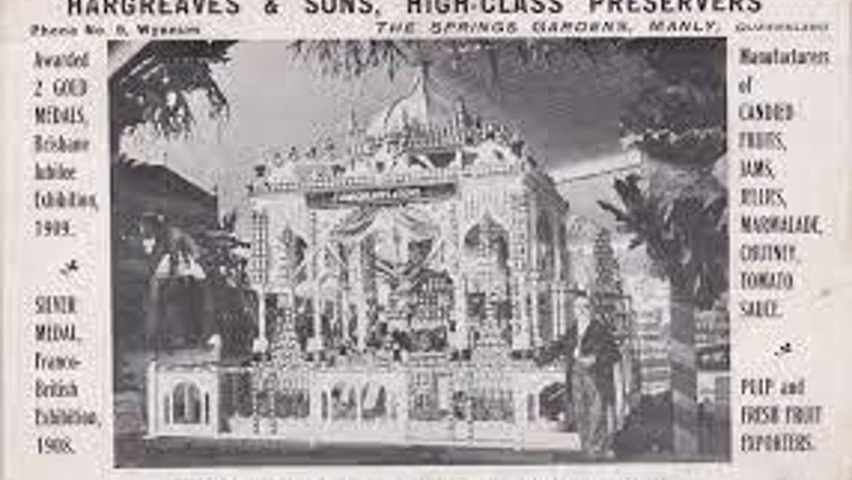 HARGREAVES & SONS, HIGH-CLASS PRESERVERS
Phone No. 9, Wynnum
THE SPRINGS GARDENS, MANLY, QUEENSLAND
Awarded
2 GOLD
MEDALS,
Brisbane
Jubilee
Exhibition,
1909.
SILVER
MEDAL,
Franco-
British
Exhibition,
1908.
Manufacturers
of
CANDIED
FRUITS,
JAMS,
JELLIES,
MARMALADE,
CHUTNEY,
TOMATO
SAUCE.
PULP and
FRESH FRUIT
EXPORTERS.